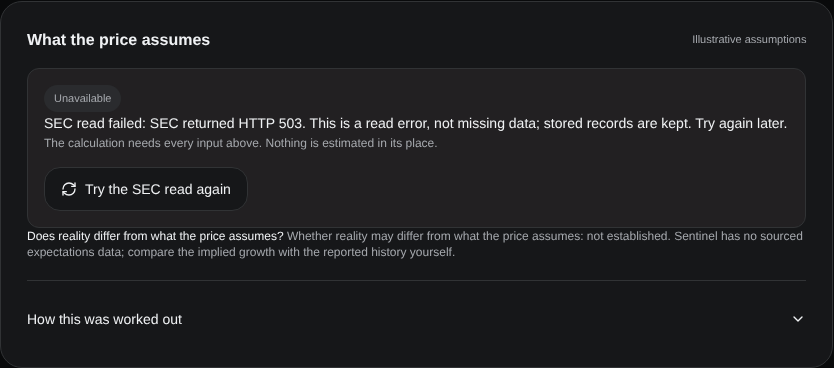 What the price assumes
Illustrative assumptions
Unavailable
SEC read failed: SEC returned HTTP 503. This is a read error, not missing data; stored records are kept. Try again later.
The calculation needs every input above. Nothing is estimated in its place.
Try the SEC read again
Does reality differ from what the price assumes? Whether reality may differ from what the price assumes: not established. Sentinel has no sourced
expectations data; compare the implied growth with the reported history yourself.
How this was worked out